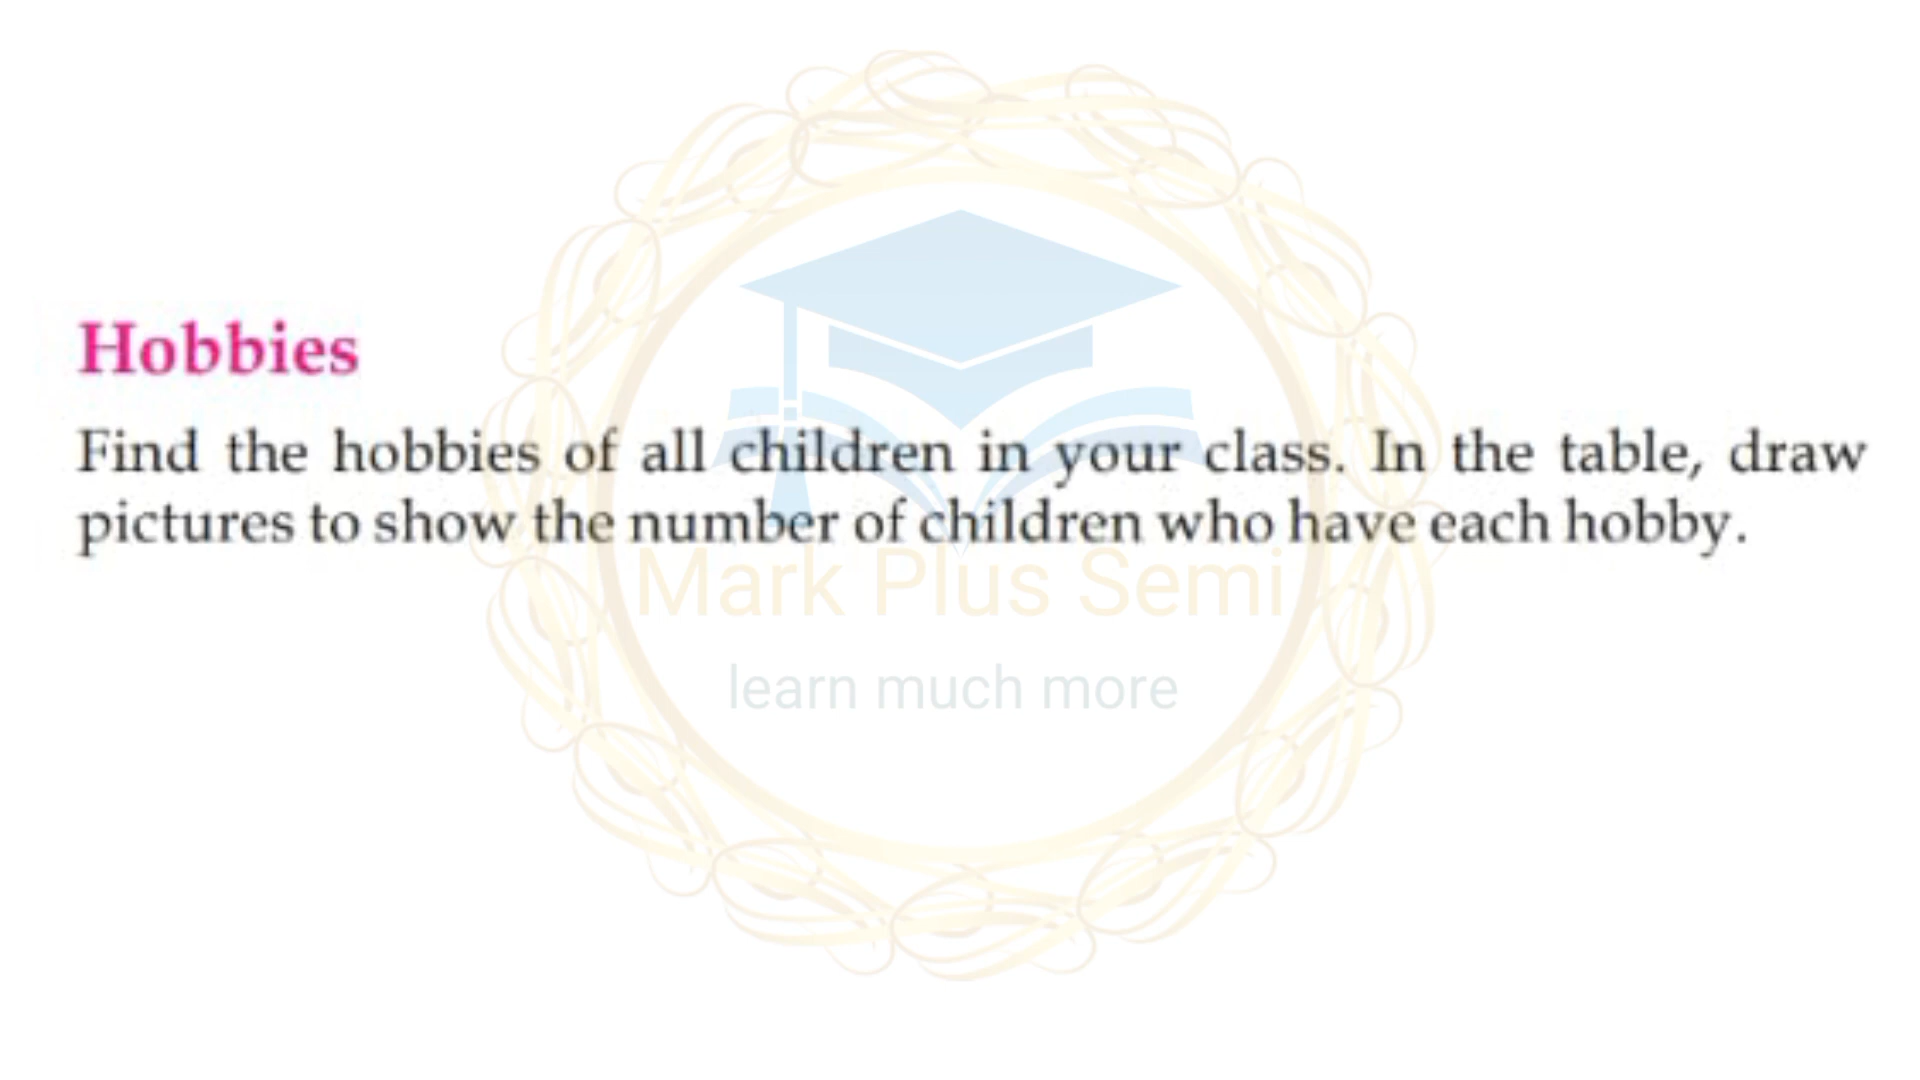 Hobbies
Find the hobbies of all children in your class. In the table, draw
pictures to show the number of children who have each hobby.
Mark Plus Semi
learn much more